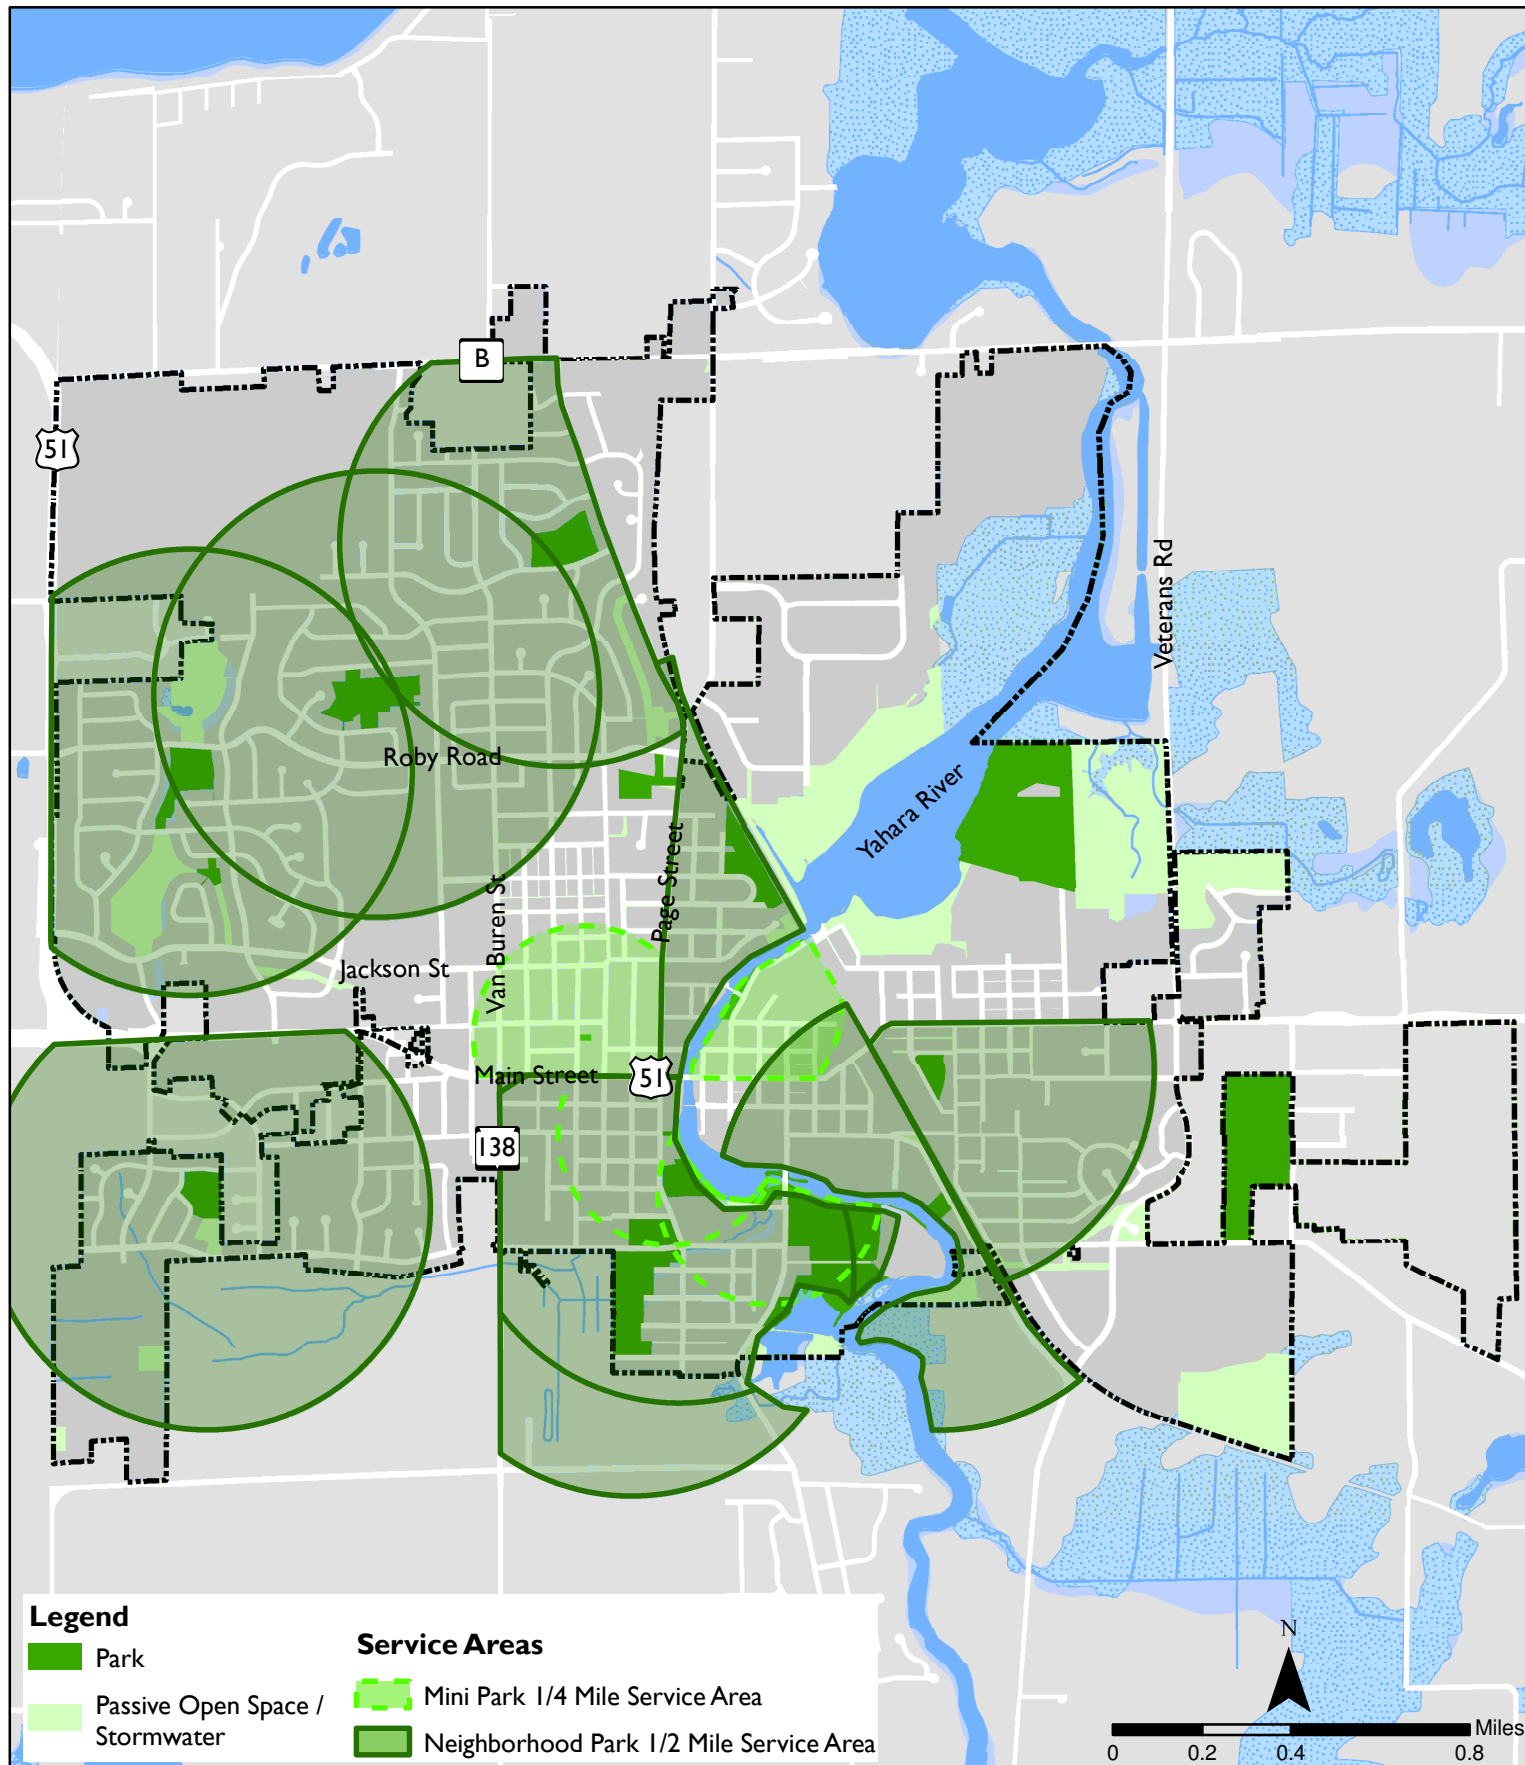 B
51
Veterans Rd
Roby Road
Yahara River
Page Street
Van Buren St
Jackson St
Main Street
51
138
Legend
Park
Passive Open Space /
Stormwater
Service Areas
Mini Park 1/4 Mile Service Area
Neighborhood Park 1/2 Mile Service Area
N
Miles
0 0.2 0.4 0.8